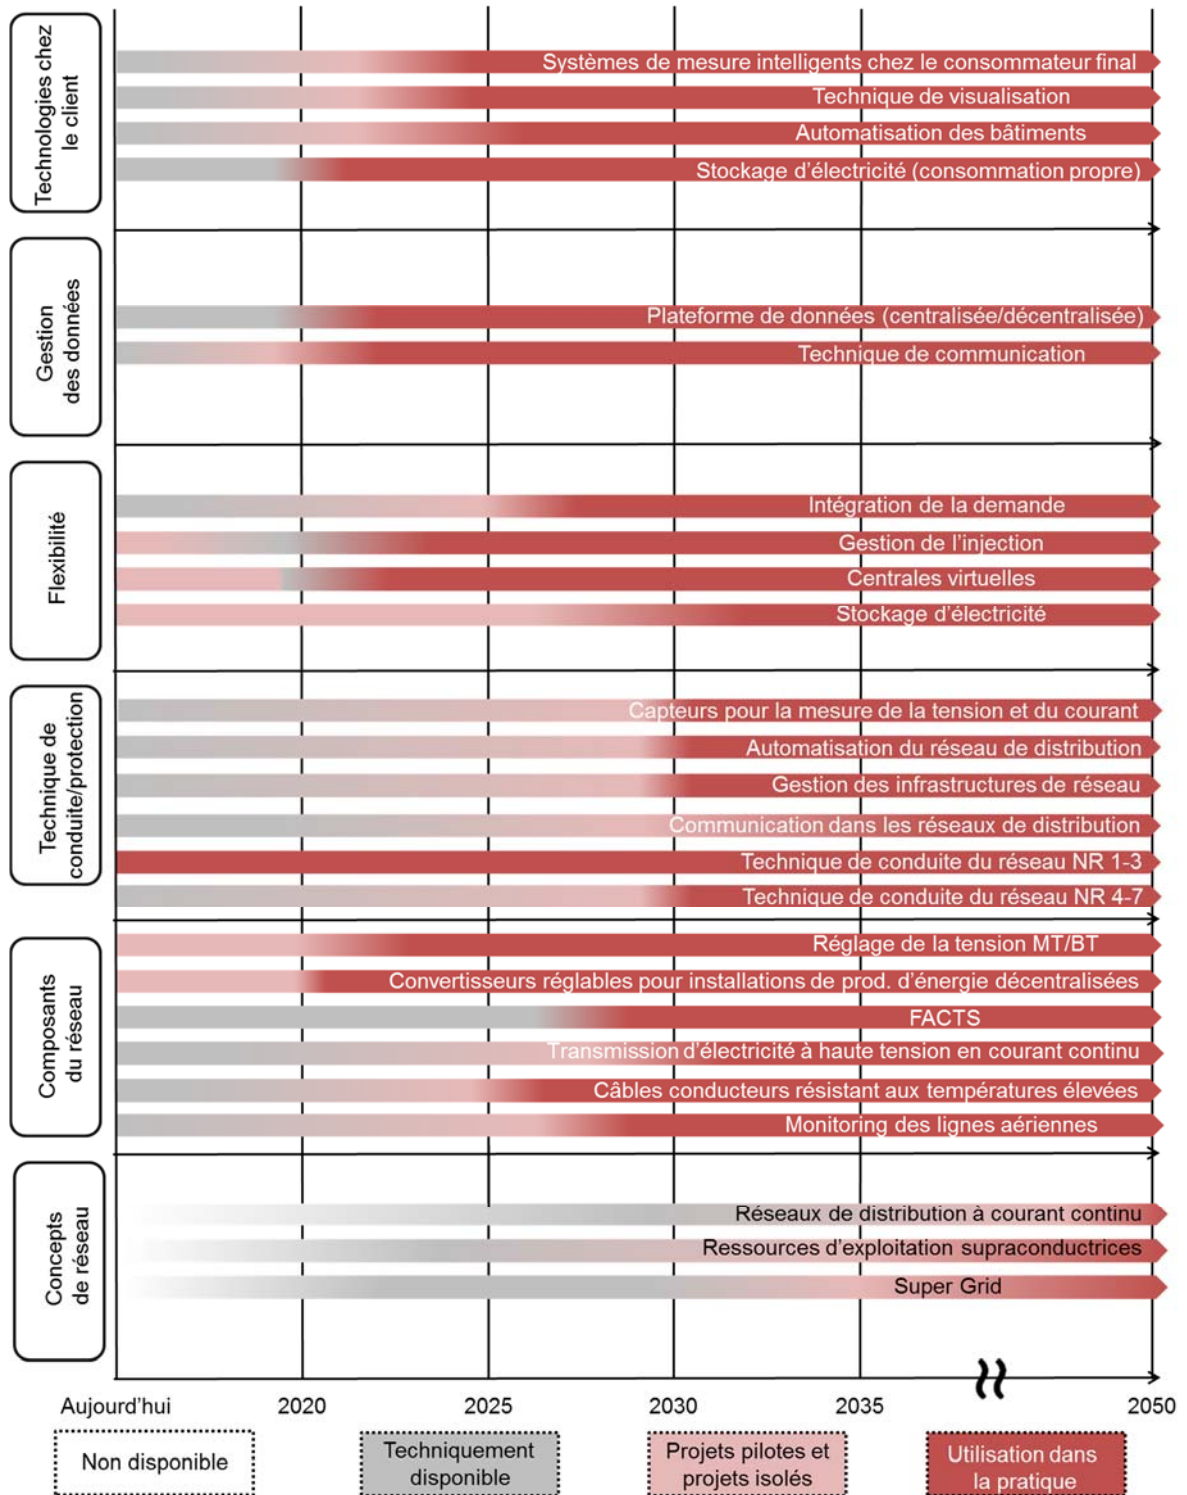 Technologies chez
le client
Systèmes de mesure intelligents chez le consommateur final
Technique de visualisation
Automatisation des bâtiments
Stockage d'électricité (consommation propre)
Gestion
des données
Plateforme de données (centralisée/décentralisée)
Technique de communication
Flexibilité
Intégration de la demande
Gestion de l'injection
Centrales virtuelles
Stockage d'électricité
Technique de
conduite/protection
Capteurs pour la mesure de la tension et du courant
Automatisation du réseau de distribution
Gestion des infrastructures de réseau
Communication dans les réseaux de distribution
Technique de conduite du réseau NR 1-3
Technique de conduite du réseau NR 4-7
Composants
du réseau
Réglage de la tension MT/BT
Convertisseurs réglables pour installations de prod. d'énergie décentralisées
FACTS
Transmission d'électricité à haute tension en courant continu
Câbles conducteurs résistant aux températures élevées
Monitoring des lignes aériennes
Concepts
de réseau
Réseaux de distribution à courant continu
Ressources d'exploitation supraconductrices
Super Grid
Aujourd'hui 2020 2025 2030 2035 2050
Non disponible
Techniquement
disponible
Projets pilotes et
projets isolés
Utilisation dans
la pratique